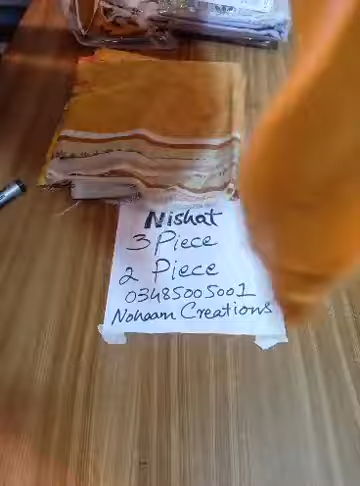 Nishat
3 Piece
2 Piece
03485005001
Nohaam Creations